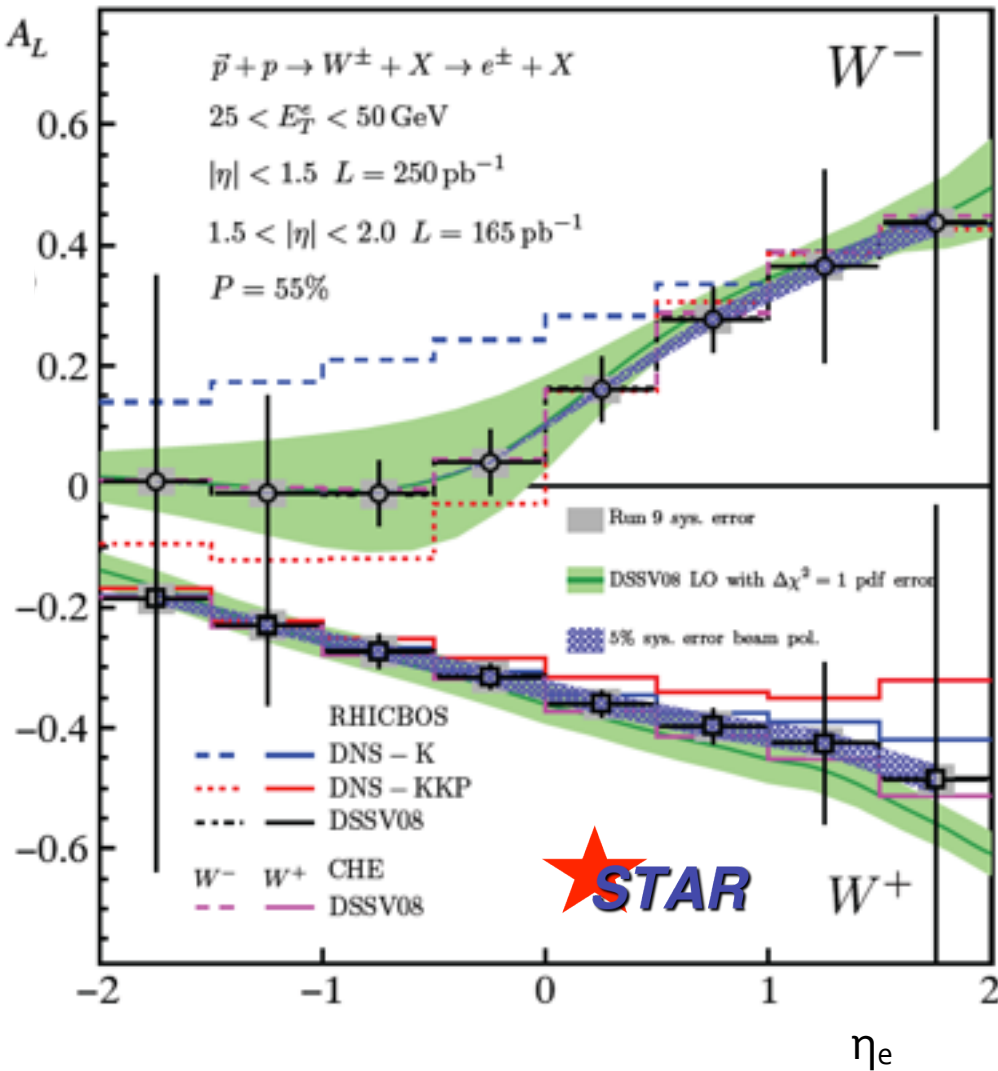 A_L
W⁻
p⃗ + p → W^± + X → e^± + X
25 < E_T^e < 50 GeV
|η| < 1.5 L = 250 pb⁻¹
1.5 < |η| < 2.0 L = 165 pb⁻¹
P = 55%
0.6
0.4
0.2
0
−0.2
−0.4
−0.6
Run 9 sys. error
DSSV08 LO with Δχ² = 1 pdf error
5% sys. error beam pol.
RHICBOS
DNS – K
DNS – KKP
DSSV08
W⁻ W⁺ CHE
DSSV08
STAR
W⁺
−2 −1 0 1 2
η_e